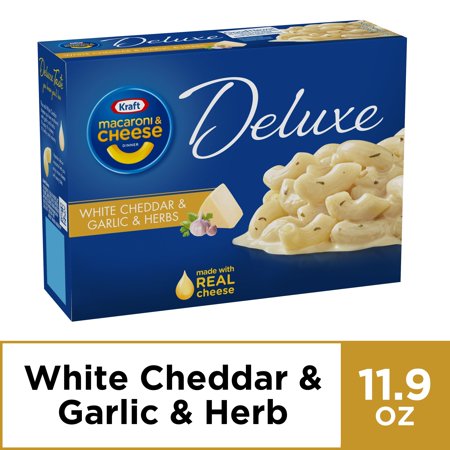 Kraft
macaroni &
CHEESE
DINNER
Deluxe
WHITE CHEDDAR &
GARLIC & HERBS
made with
REAL
cheese
White Cheddar &
Garlic & Herb
11.9
OZ